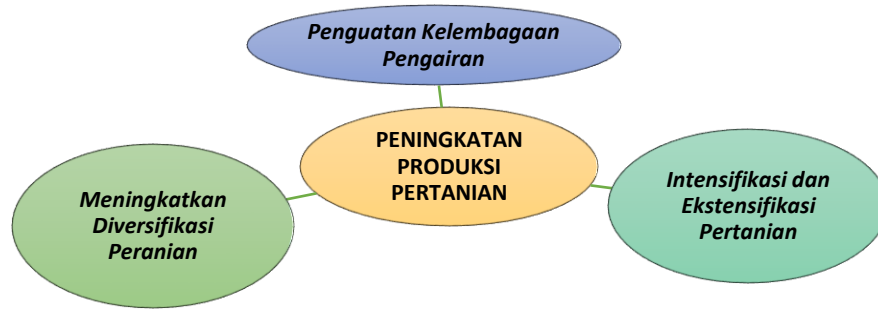 Penguatan Kelembagaan
Pengairan
PENINGKATAN
PRODUKSI
PERTANIAN
Meningkatkan
Diversifikasi
Peranian
Intensifikasi dan
Ekstensifikasi
Pertanian